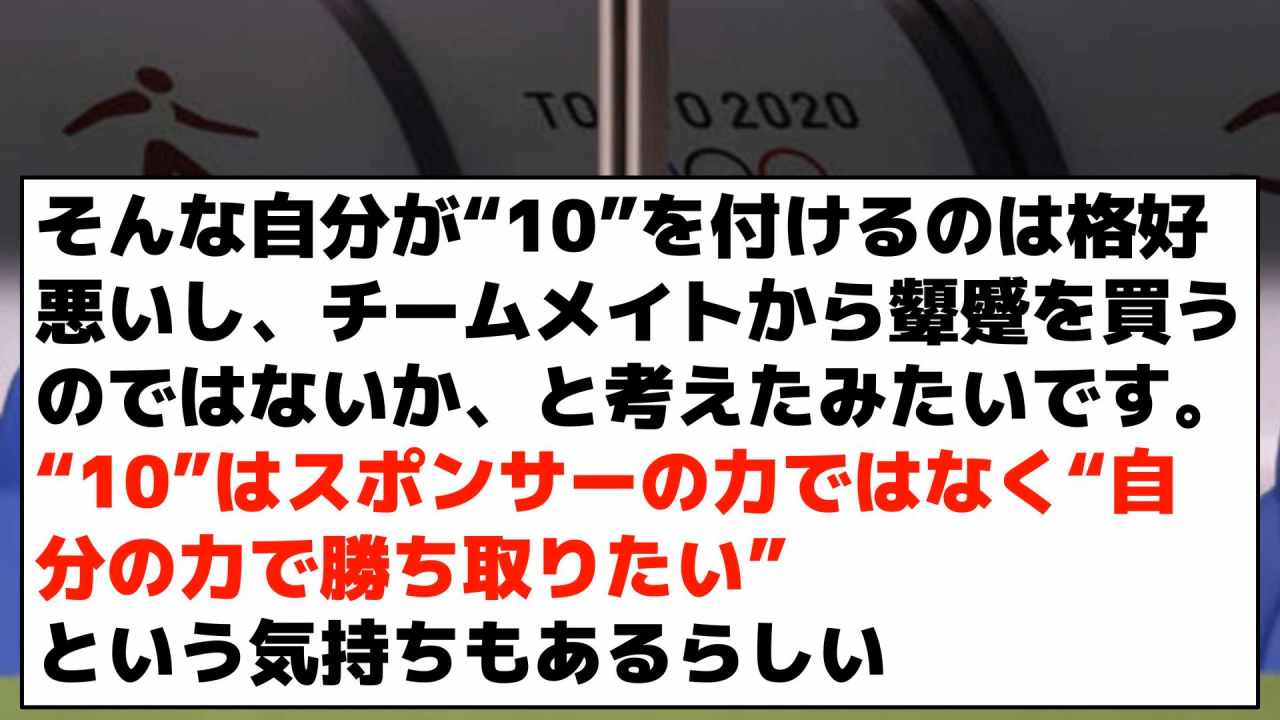 TOKYO 2020
そんな自分が“10”を付けるのは格好
悪いし、チームメイトから顰蹙を買う
のではないか、と考えたみたいです。
“10”はスポンサーの力ではなく“自
分の力で勝ち取りたい”
という気持ちもあるらしい